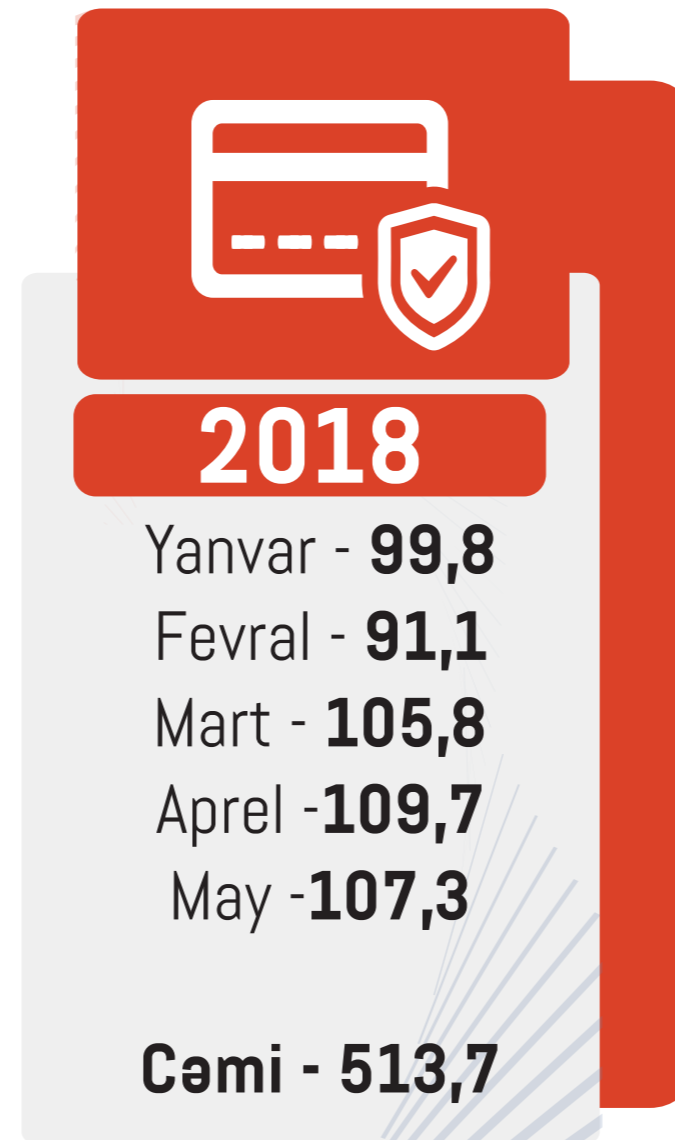 2018
Yanvar - 99,8
Fevral - 91,1
Mart - 105,8
Aprel -109,7
May -107,3
Cəmi - 513,7